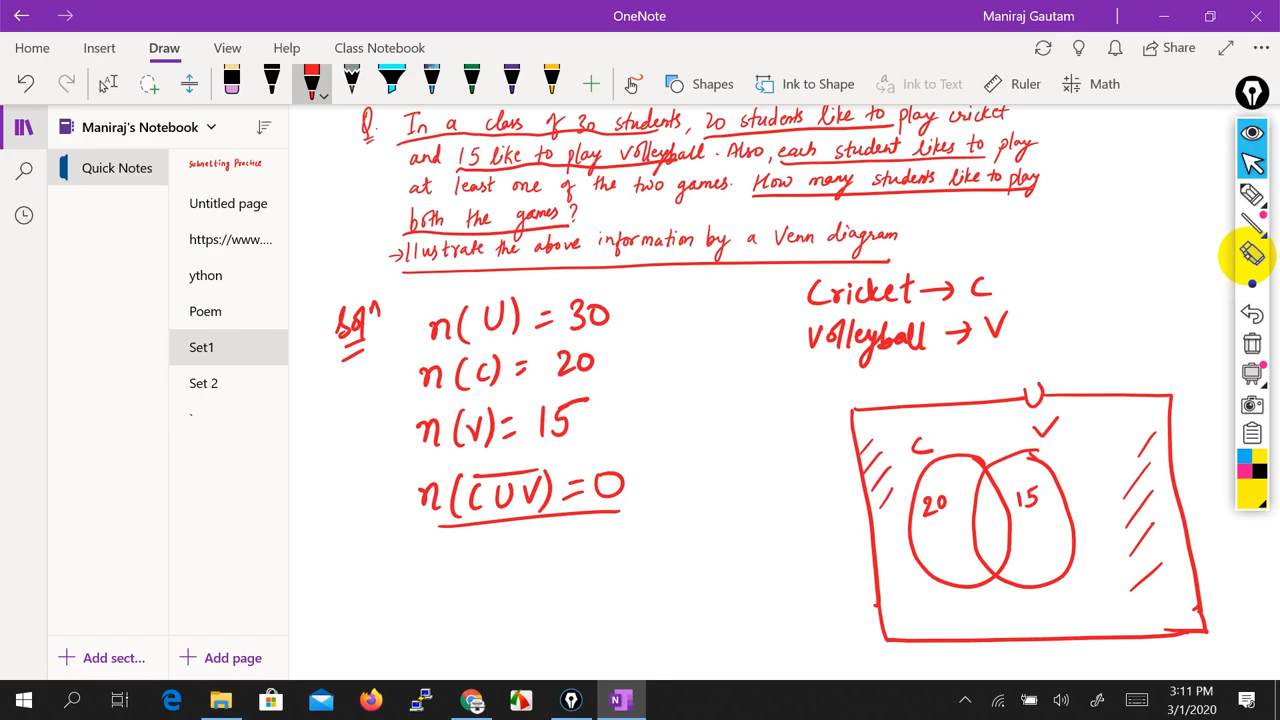 OneNote
Maniraj Gautam
Home Insert Draw View Help Class Notebook
Share
Shapes Ink to Shape Ink to Text Ruler Math
Maniraj's Notebook
Quick Notes
Subnetting Practice
Untitled page
https://www....
ython
Poem
Set1
Set 2
`
Add sect...
Add page
Q. In a class of 30 students, 20 students like to play cricket
and 15 like to play volleyball. Also, each student likes to play
at least one of the two games. How many students like to play
both the games?
→ Illustrate the above information by a Venn diagram
Solⁿ
n(U) = 30
n(C) = 20
n(V) = 15
n(C̅ ̅U̅ ̅V̅) = 0
Cricket → C
Volleyball → V
U
C V
20 15
3:11 PM
3/1/2020